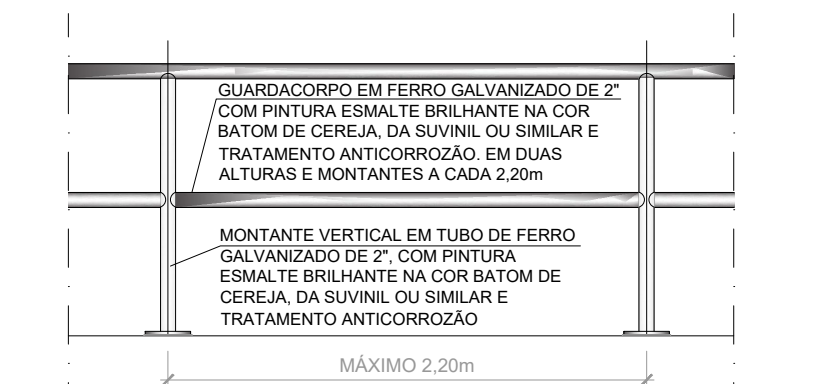 GUARDACORPO EM FERRO GALVANIZADO DE 2"
COM PINTURA ESMALTE BRILHANTE NA COR
BATOM DE CEREJA, DA SUVINIL OU SIMILAR E
TRATAMENTO ANTICORROZÃO. EM DUAS
ALTURAS E MONTANTES A CADA 2,20m
MONTANTE VERTICAL EM TUBO DE FERRO
GALVANIZADO DE 2", COM PINTURA
ESMALTE BRILHANTE NA COR BATOM DE
CEREJA, DA SUVINIL OU SIMILAR E
TRATAMENTO ANTICORROZÃO
MÁXIMO 2,20m